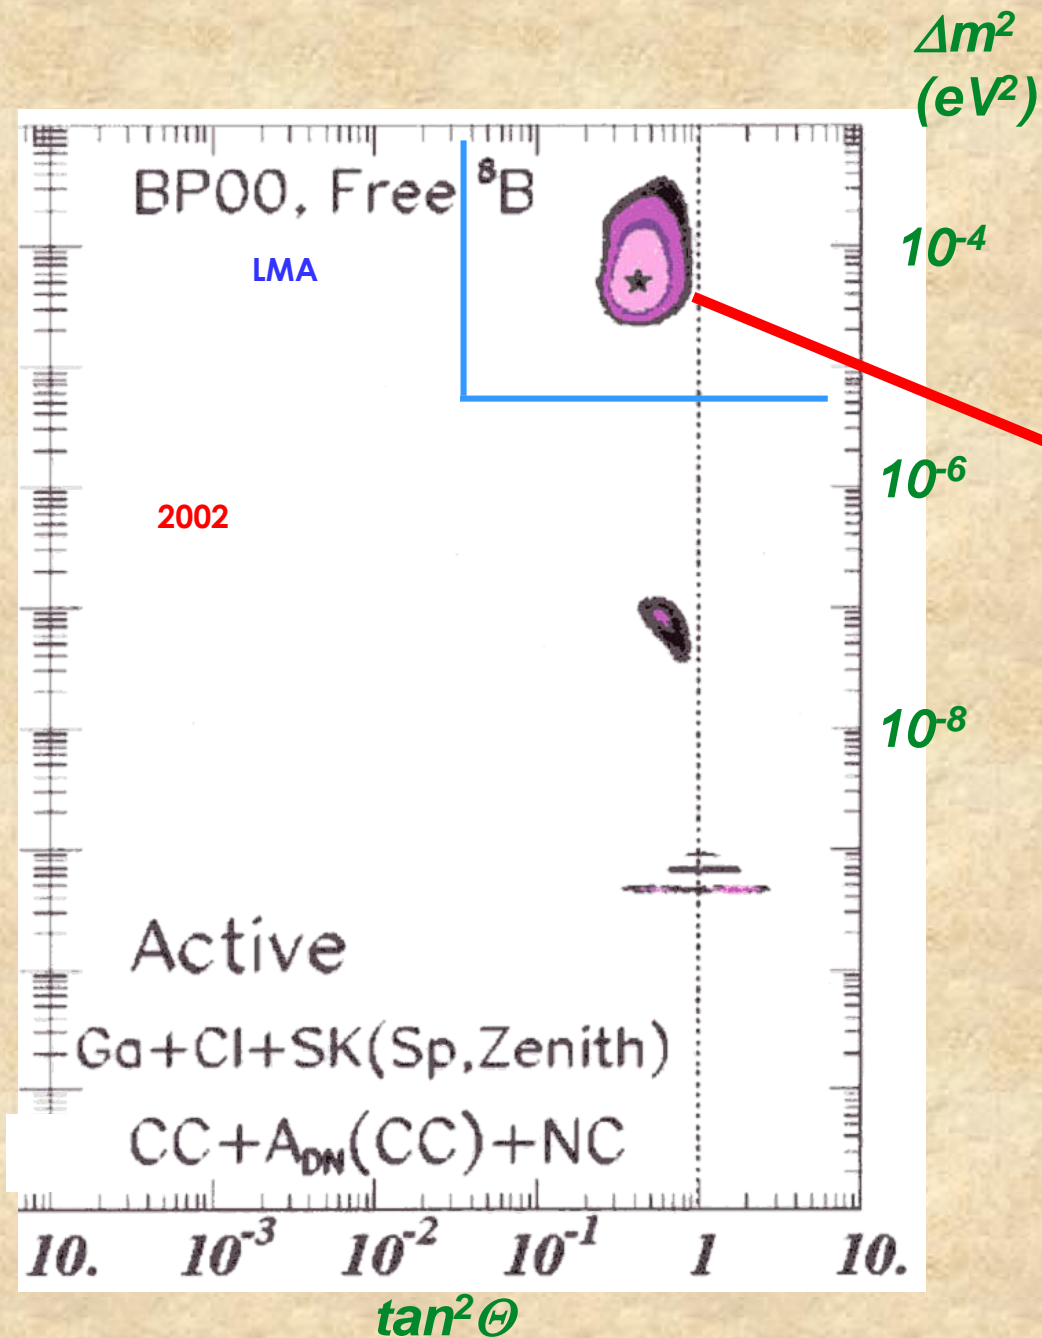 Δm²
(eV²)
BP00, Free ⁸B
LMA
10⁻⁴
10⁻⁶
2002
10⁻⁸
Active
Ga+Cl+SK(Sp,Zenith)
CC+A_DN(CC)+NC
10. 10⁻³ 10⁻² 10⁻¹ 1 10.
tan²Θ